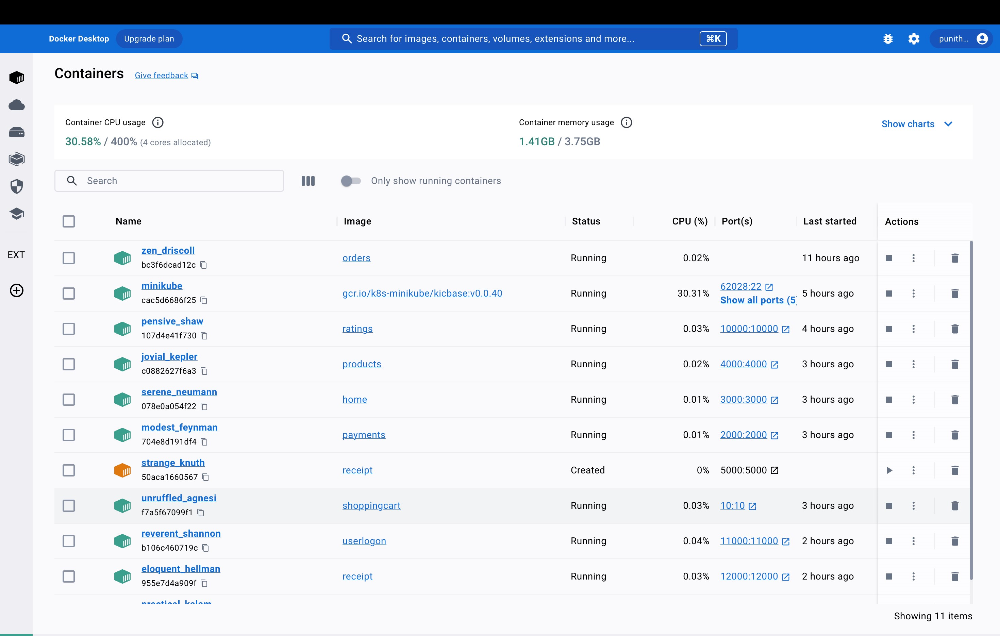 Docker Desktop Upgrade plan Search for images, containers, volumes, extensions and more... ⌘K punith...
Containers Give feedback
Container CPU usage Container memory usage Show charts
30.58% / 400% (4 cores allocated) 1.41GB / 3.75GB
Search Only show running containers
Name Image Status CPU (%) Port(s) Last started Actions
zen_driscoll
bc3f6dcad12c
orders Running 0.02% 11 hours ago
EXT
minikube
cac5d6686f25
gcr.io/k8s-minikube/kicbase:v0.0.40 Running 30.31% 62028:22 5 hours ago
Show all ports (5
pensive_shaw
107d4e41f730
ratings Running 0.03% 10000:10000 4 hours ago
jovial_kepler
c0882627f6a3
products Running 0.02% 4000:4000 3 hours ago
serene_neumann
078e0a054f22
home Running 0.01% 3000:3000 3 hours ago
modest_feynman
704e8d191df4
payments Running 0.01% 2000:2000 3 hours ago
strange_knuth
50aca1660567
receipt Created 0% 5000:5000
unruffled_agnesi
f7a5f67099f1
shoppingcart Running 0.03% 10:10 3 hours ago
reverent_shannon
b106c460719c
userlogon Running 0.04% 11000:11000 2 hours ago
eloquent_hellman
955e7d4a909f
receipt Running 0.03% 12000:12000 2 hours ago
practical_kalam
Showing 11 items